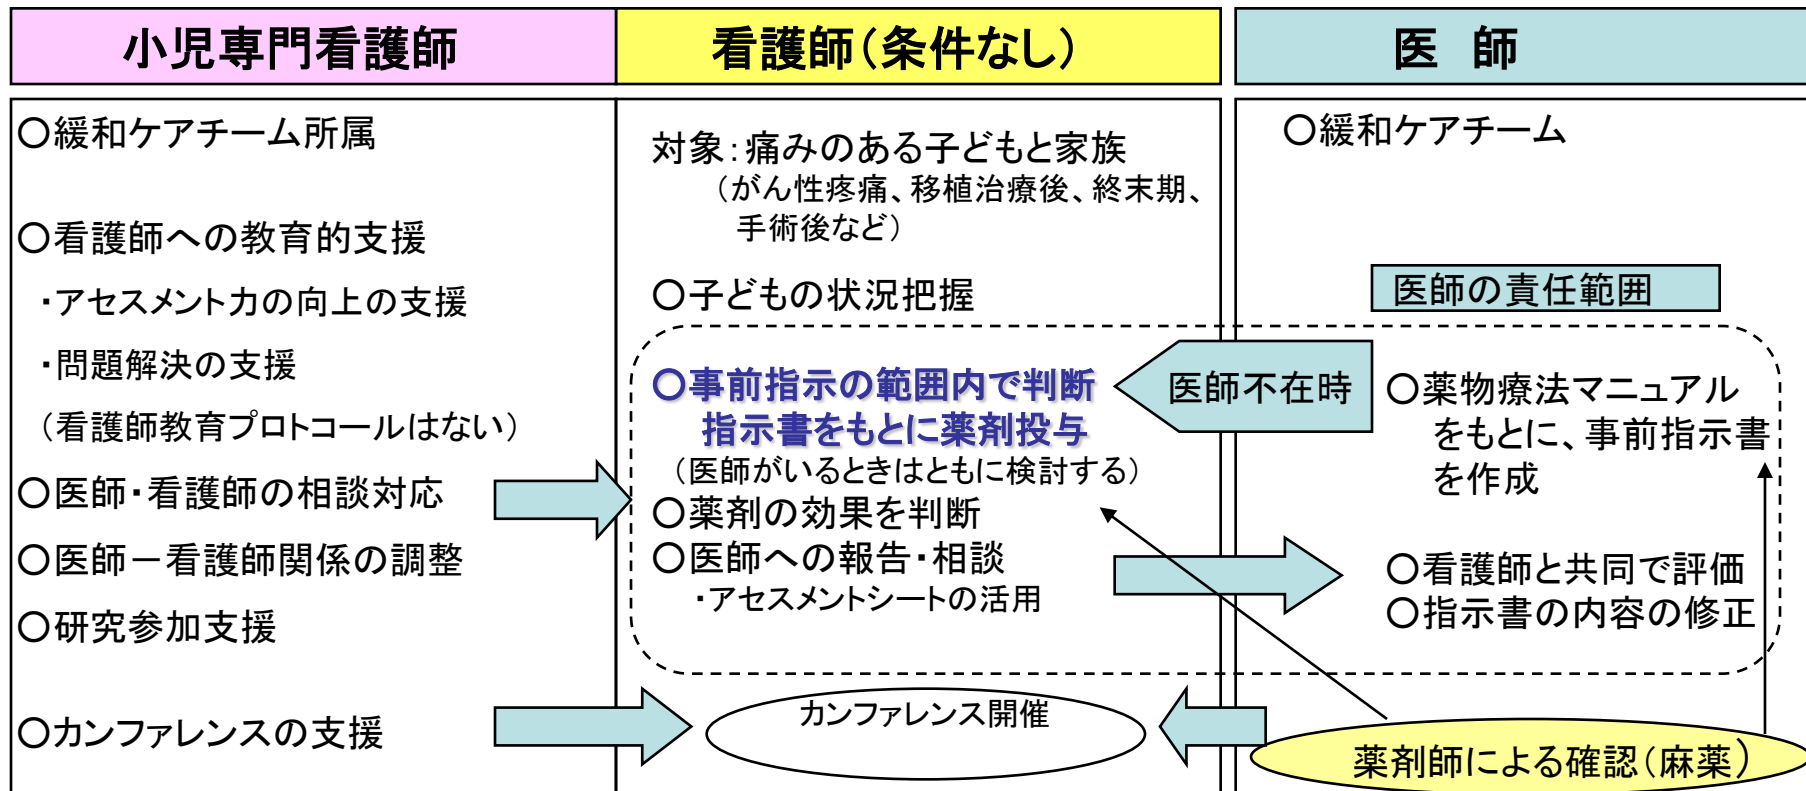 小児専門看護師
看護師(条件なし)
医 師
○緩和ケアチーム所属
○看護師への教育的支援
・アセスメント力の向上の支援
・問題解決の支援
(看護師教育プロトコールはない)
○医師・看護師の相談対応
○医師－看護師関係の調整
○研究参加支援
○カンファレンスの支援
対象:痛みのある子どもと家族
(がん性疼痛、移植治療後、終末期、
手術後など)
○子どもの状況把握
○事前指示の範囲内で判断
指示書をもとに薬剤投与
(医師がいるときはともに検討する)
○薬剤の効果を判断
○医師への報告・相談
・アセスメントシートの活用
カンファレンス開催
○緩和ケアチーム
医師の責任範囲
医師不在時
○薬物療法マニュアル
をもとに、事前指示書
を作成
○看護師と共同で評価
○指示書の内容の修正
薬剤師による確認(麻薬)